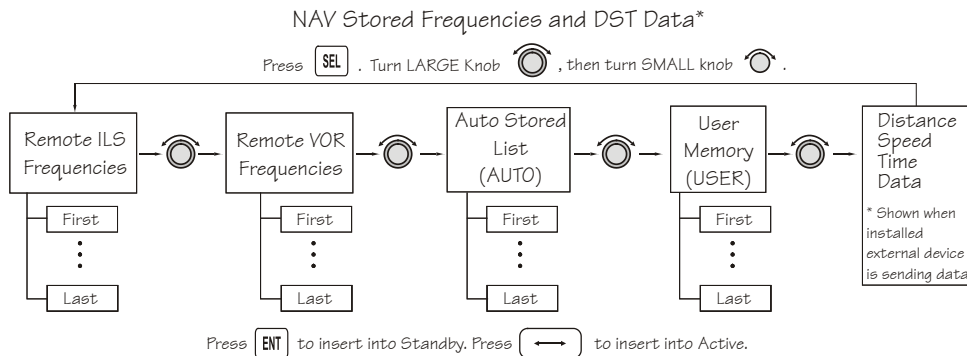 NAV Stored Frequencies and DST Data*
Press SEL . Turn LARGE Knob , then turn SMALL knob .
Remote ILS
Frequencies
First
Last
Remote VOR
Frequencies
First
Last
Auto Stored
List
(AUTO)
First
Last
User
Memory
(USER)
First
Last
Distance
Speed
Time
Data
* Shown when
installed
external device
is sending data
Press ENT to insert into Standby. Press to insert into Active.